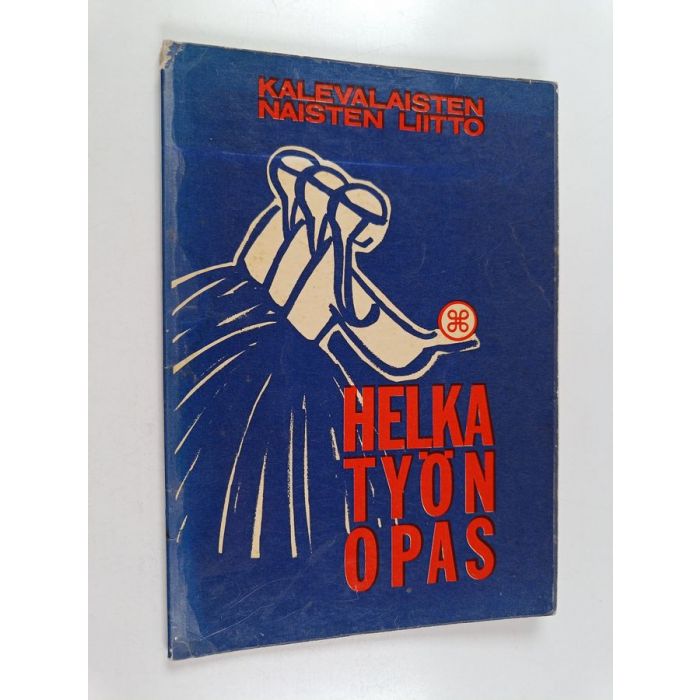 KALEVALAISTEN
NAISTEN LIITTO
HELKA
TYÖN
OPAS